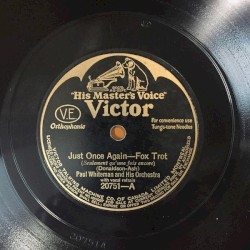 "His Master's Voice"
Victor
VE
Orthophonic
For convenience use
Tungs-tone Needles
Just Once Again—Fox Trot
(Seulement qu'une fois encore)
(Donaldson-Ash)
Paul Whiteman and His Orchestra
with vocal refrain
20751—A
20751A